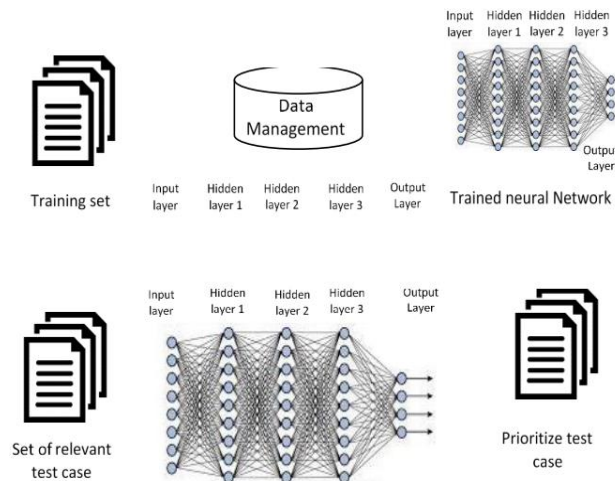 Input layer
Hidden layer 1
Hidden layer 2
Hidden layer 3
Output Layer
Trained neural Network
Data Management
Training set
Input layer
Hidden layer 1
Hidden layer 2
Hidden layer 3
Output Layer
Input layer
Hidden layer 1
Hidden layer 2
Hidden layer 3
Output Layer
Set of relevant
test case
Prioritize test
case